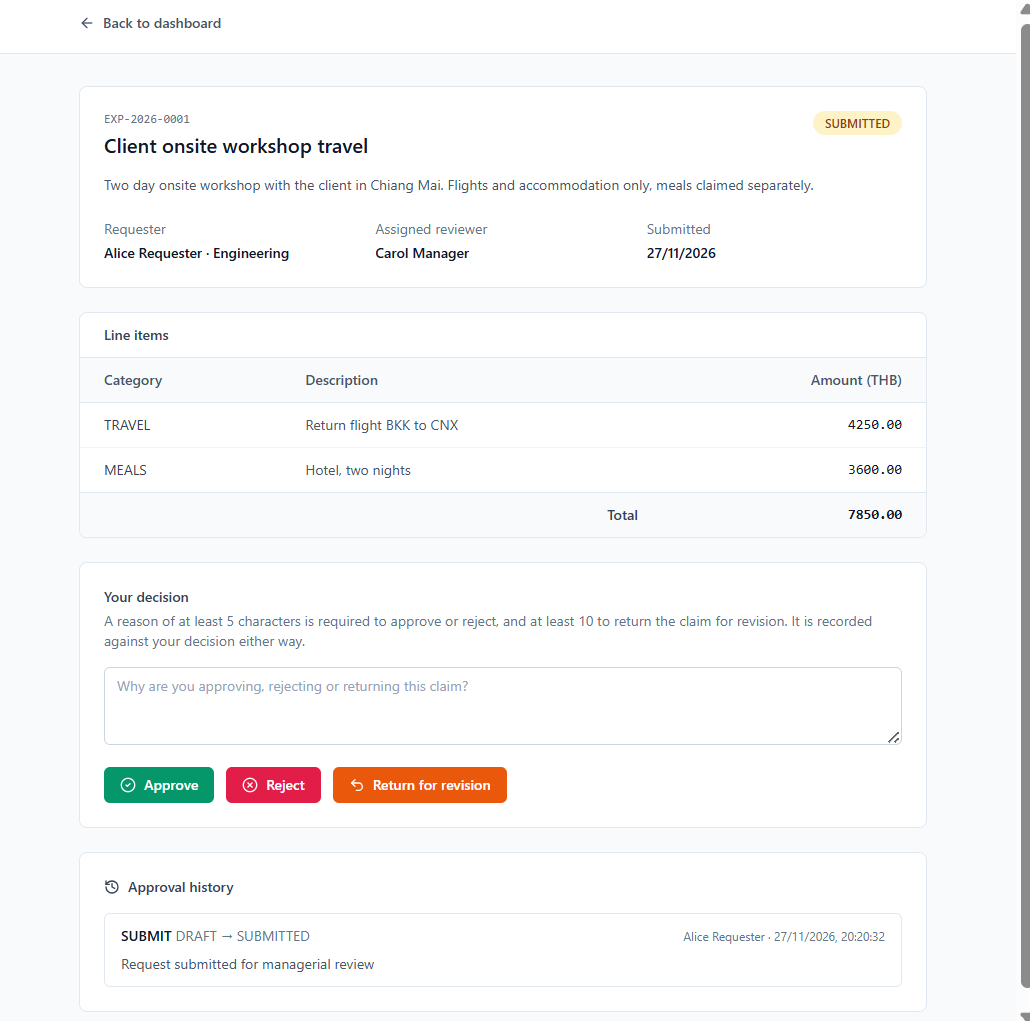 Back to dashboard
EXP-2026-0001
SUBMITTED
Client onsite workshop travel
Two day onsite workshop with the client in Chiang Mai. Flights and accommodation only, meals claimed separately.
Requester
Assigned reviewer
Submitted
Alice Requester · Engineering
Carol Manager
27/11/2026
Line items
Category
Description
Amount (THB)
TRAVEL
Return flight BKK to CNX
4250.00
MEALS
Hotel, two nights
3600.00
Total
7850.00
Your decision
A reason of at least 5 characters is required to approve or reject, and at least 10 to return the claim for revision. It is recorded
against your decision either way.
Why are you approving, rejecting or returning this claim?
Approve
Reject
Return for revision
Approval history
SUBMIT DRAFT → SUBMITTED
Alice Requester · 27/11/2026, 20:20:32
Request submitted for managerial review